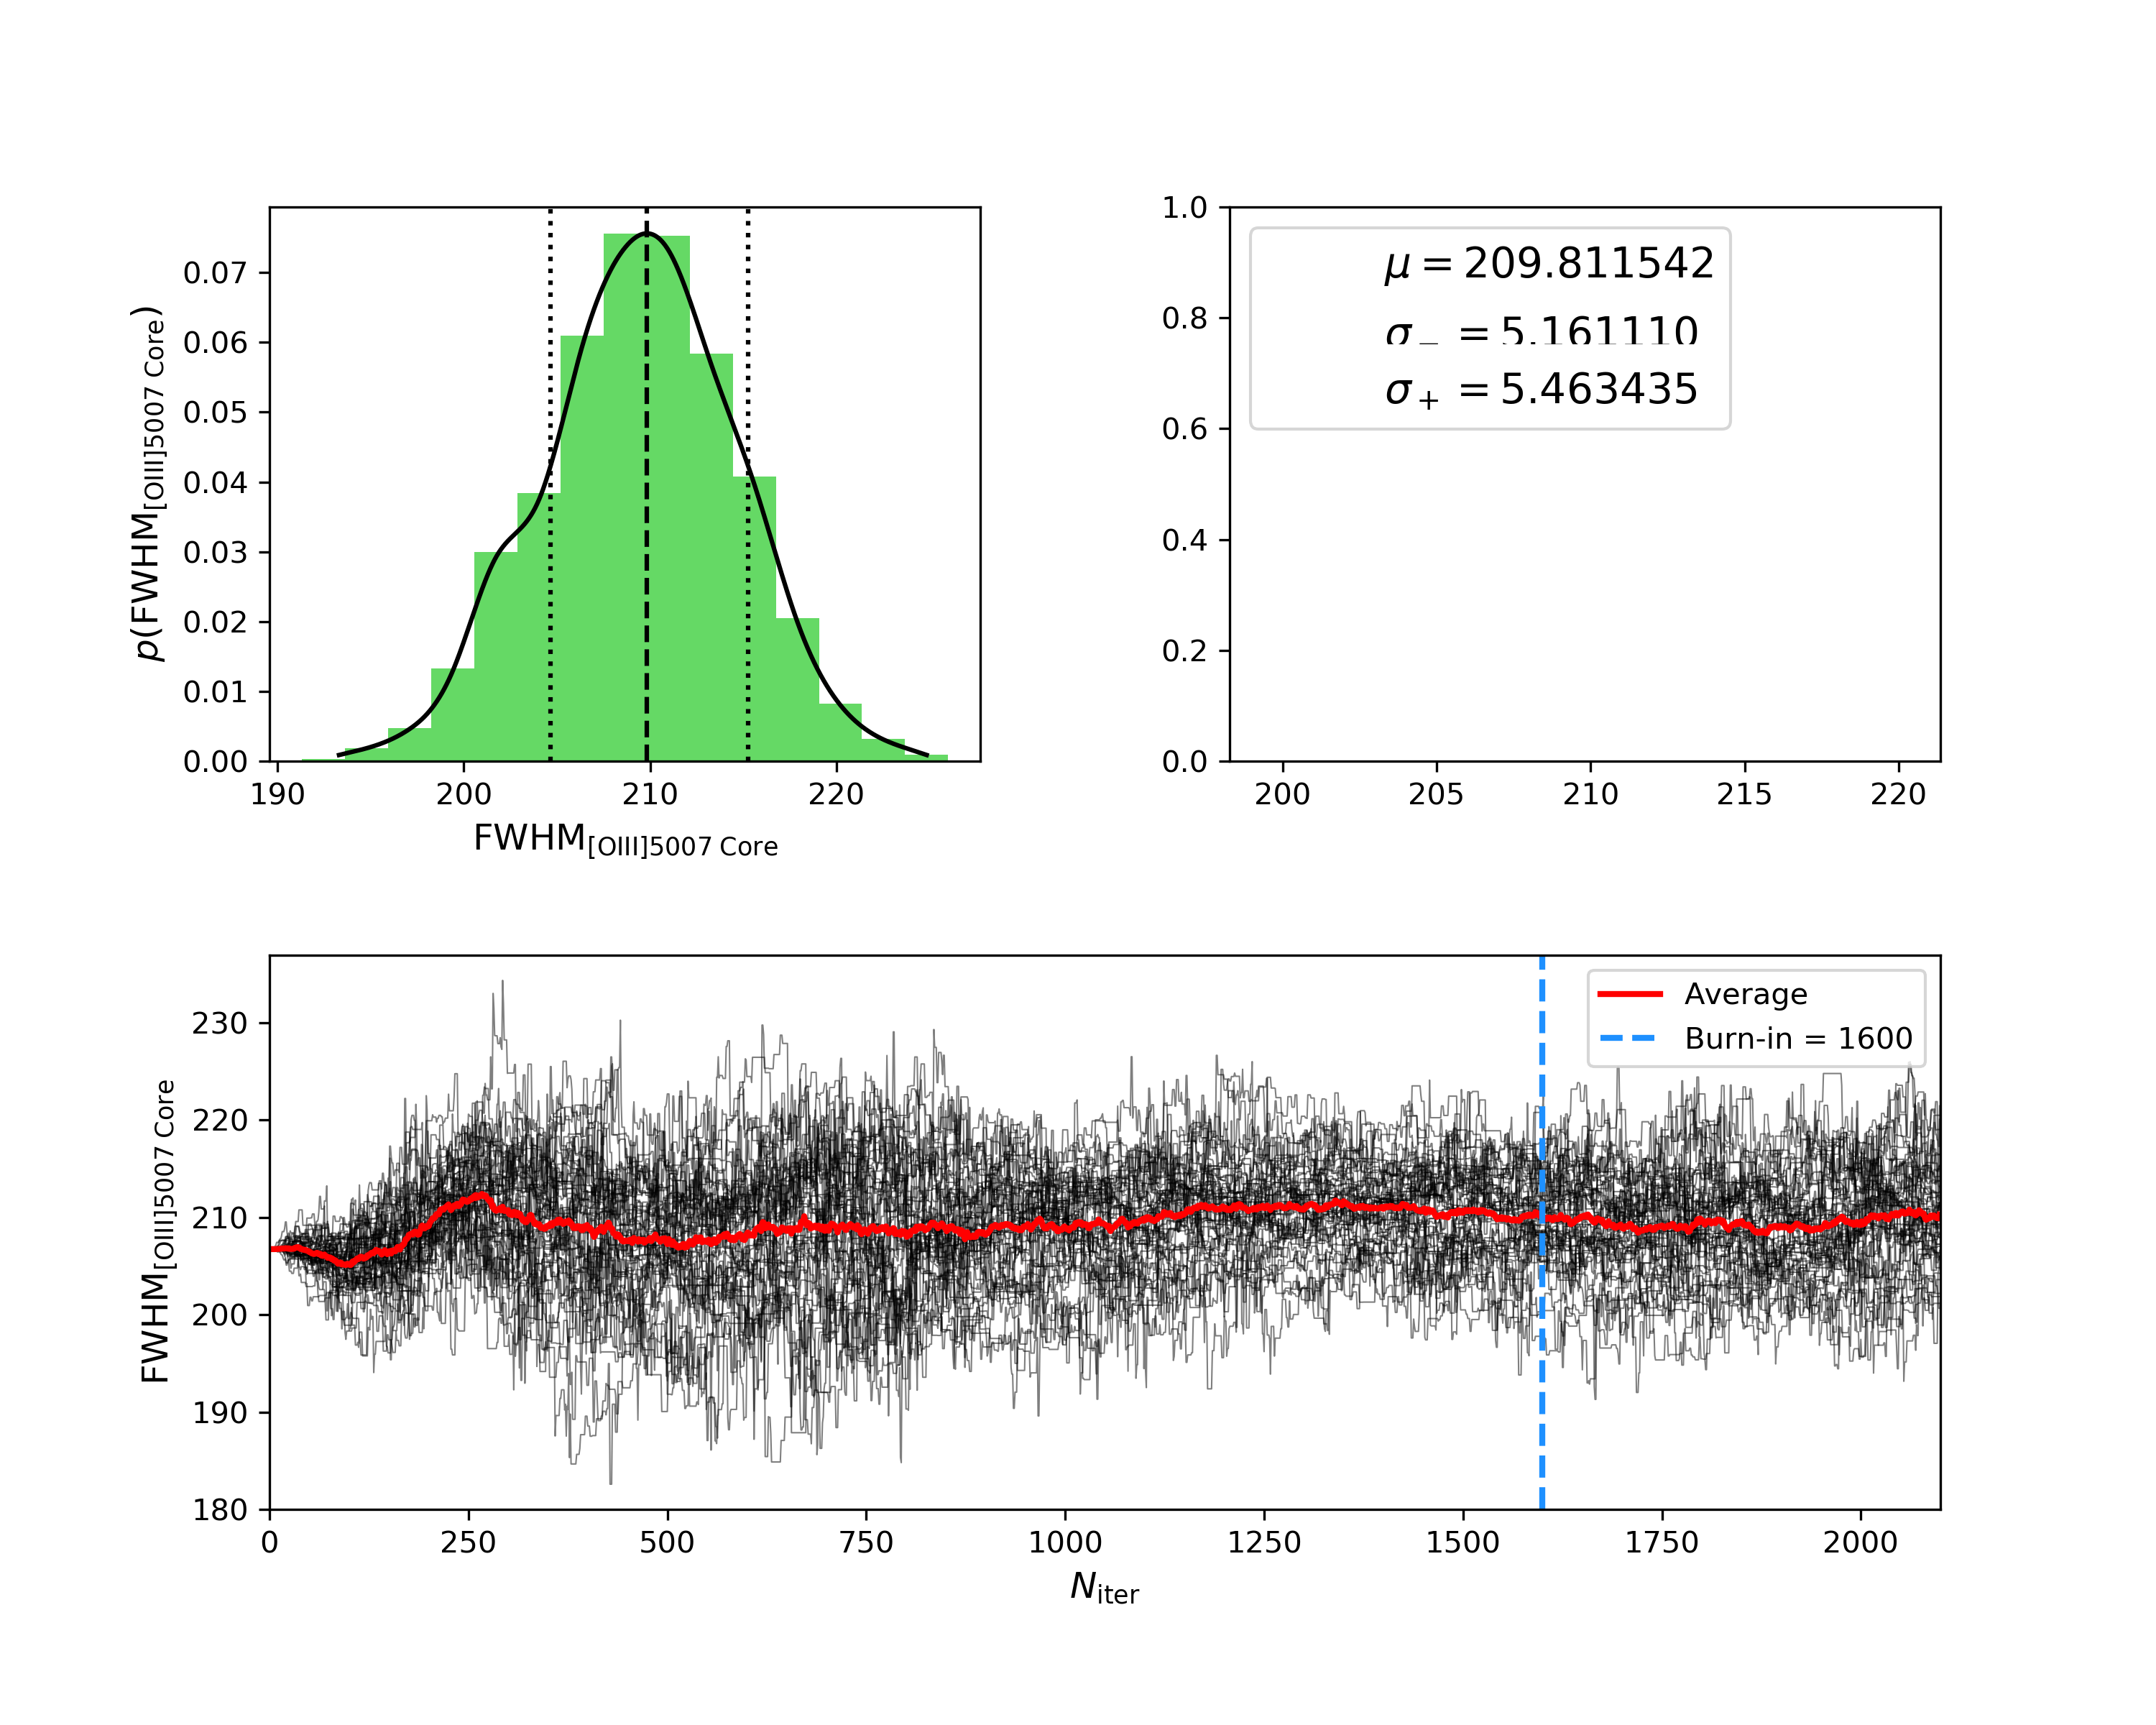 0.07
0.06
0.05
0.04
0.03
0.02
0.01
0.00
190 200 210 220
p(FWHM[OIII]5007 Core)
FWHM[OIII]5007 Core
1.0
0.8
0.6
0.4
0.2
0.0
200 205 210 215 220
μ = 209.811542
σ− = 5.161110
σ+ = 5.463435
230
220
210
200
190
180
0 250 500 750 1000 1250 1500 1750 2000
FWHM[OIII]5007 Core
Niter
Average
Burn-in = 1600